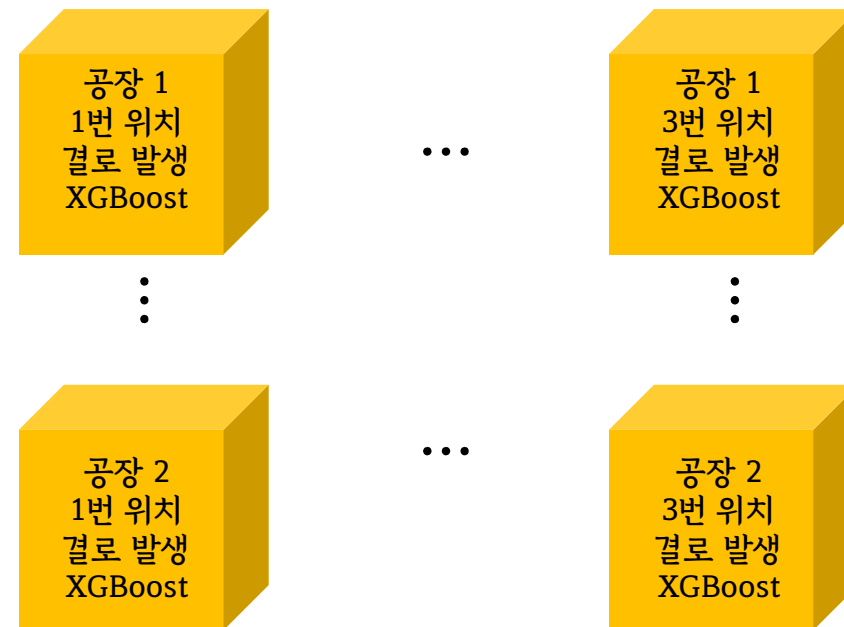 공장 1
1번 위치
결로 발생
XGBoost
...
공장 1
3번 위치
결로 발생
XGBoost
공장 2
1번 위치
결로 발생
XGBoost
...
공장 2
3번 위치
결로 발생
XGBoost